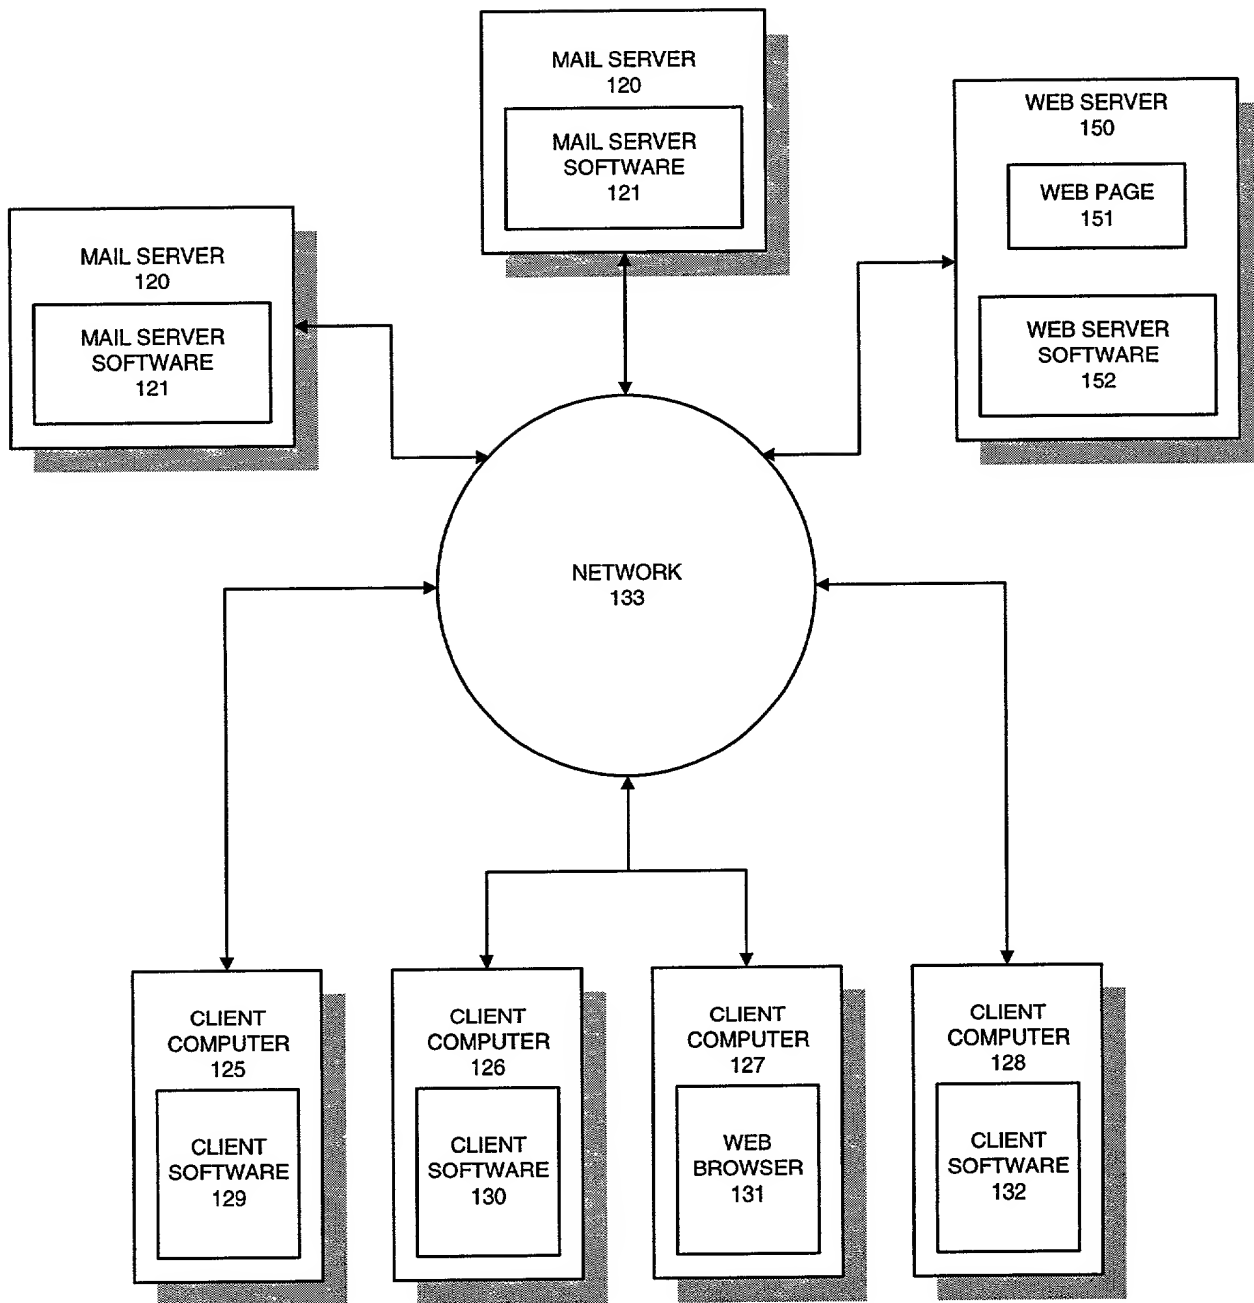 MAIL SERVER
120
MAIL SERVER
SOFTWARE
121
WEB SERVER
150
WEB PAGE
151
WEB SERVER
SOFTWARE
152
MAIL SERVER
120
MAIL SERVER
SOFTWARE
121
NETWORK
133
CLIENT
COMPUTER
125
CLIENT
SOFTWARE
129
CLIENT
COMPUTER
126
CLIENT
SOFTWARE
130
CLIENT
COMPUTER
127
WEB
BROWSER
131
CLIENT
COMPUTER
128
CLIENT
SOFTWARE
132